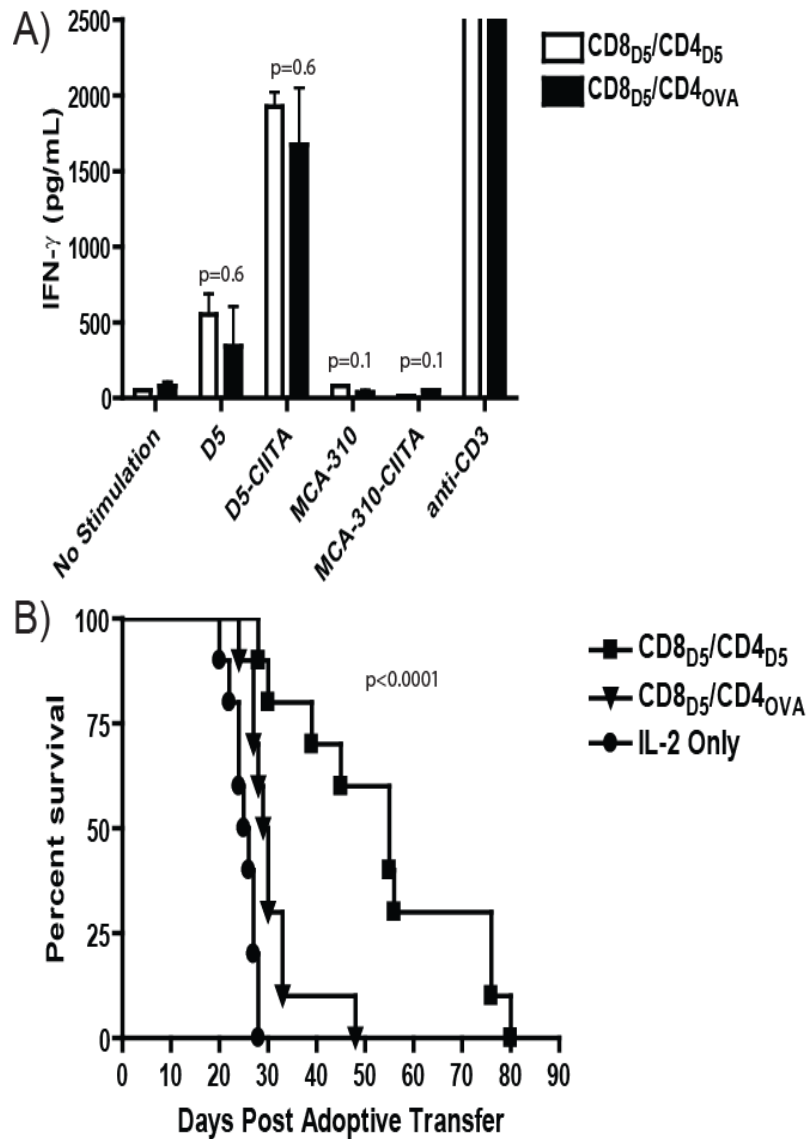 A)
2500
2000
1500
1000
500
0
IFN-γ (pg/mL)
p=0.6
p=0.6
p=0.1
p=0.1
CD8D5/CD4D5
CD8D5/CD4OVA
No Stimulation
D5
D5-CIITA
MCA-310
MCA-310-CIITA
anti-CD3
B)
100
75
50
25
0
Percent survival
p<0.0001
CD8D5/CD4D5
CD8D5/CD4OVA
IL-2 Only
0 10 20 30 40 50 60 70 80 90
Days Post Adoptive Transfer